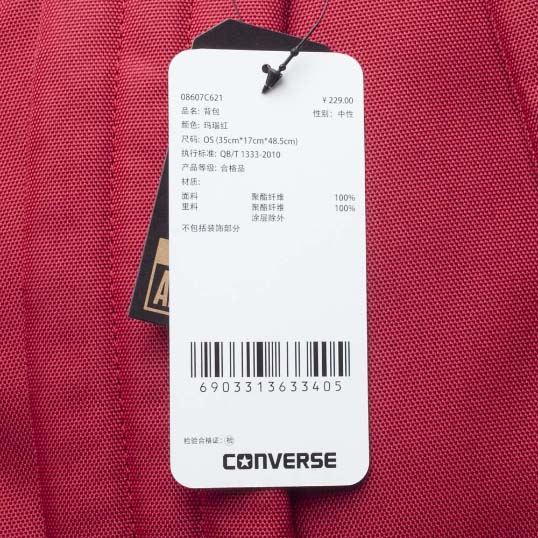 08607C621 ￥229.00
品名: 背包 性别: 中性
颜色: 玛瑙红
尺码: OS (35cm*17cm*48.5cm)
执行标准: QB/T 1333-2010
产品等级: 合格品
材质:
面料 聚酯纤维 100%
里料 聚酯纤维 100%
涂层除外
不包括装饰部分
6903313633405
检验合格证:
CONVERSE